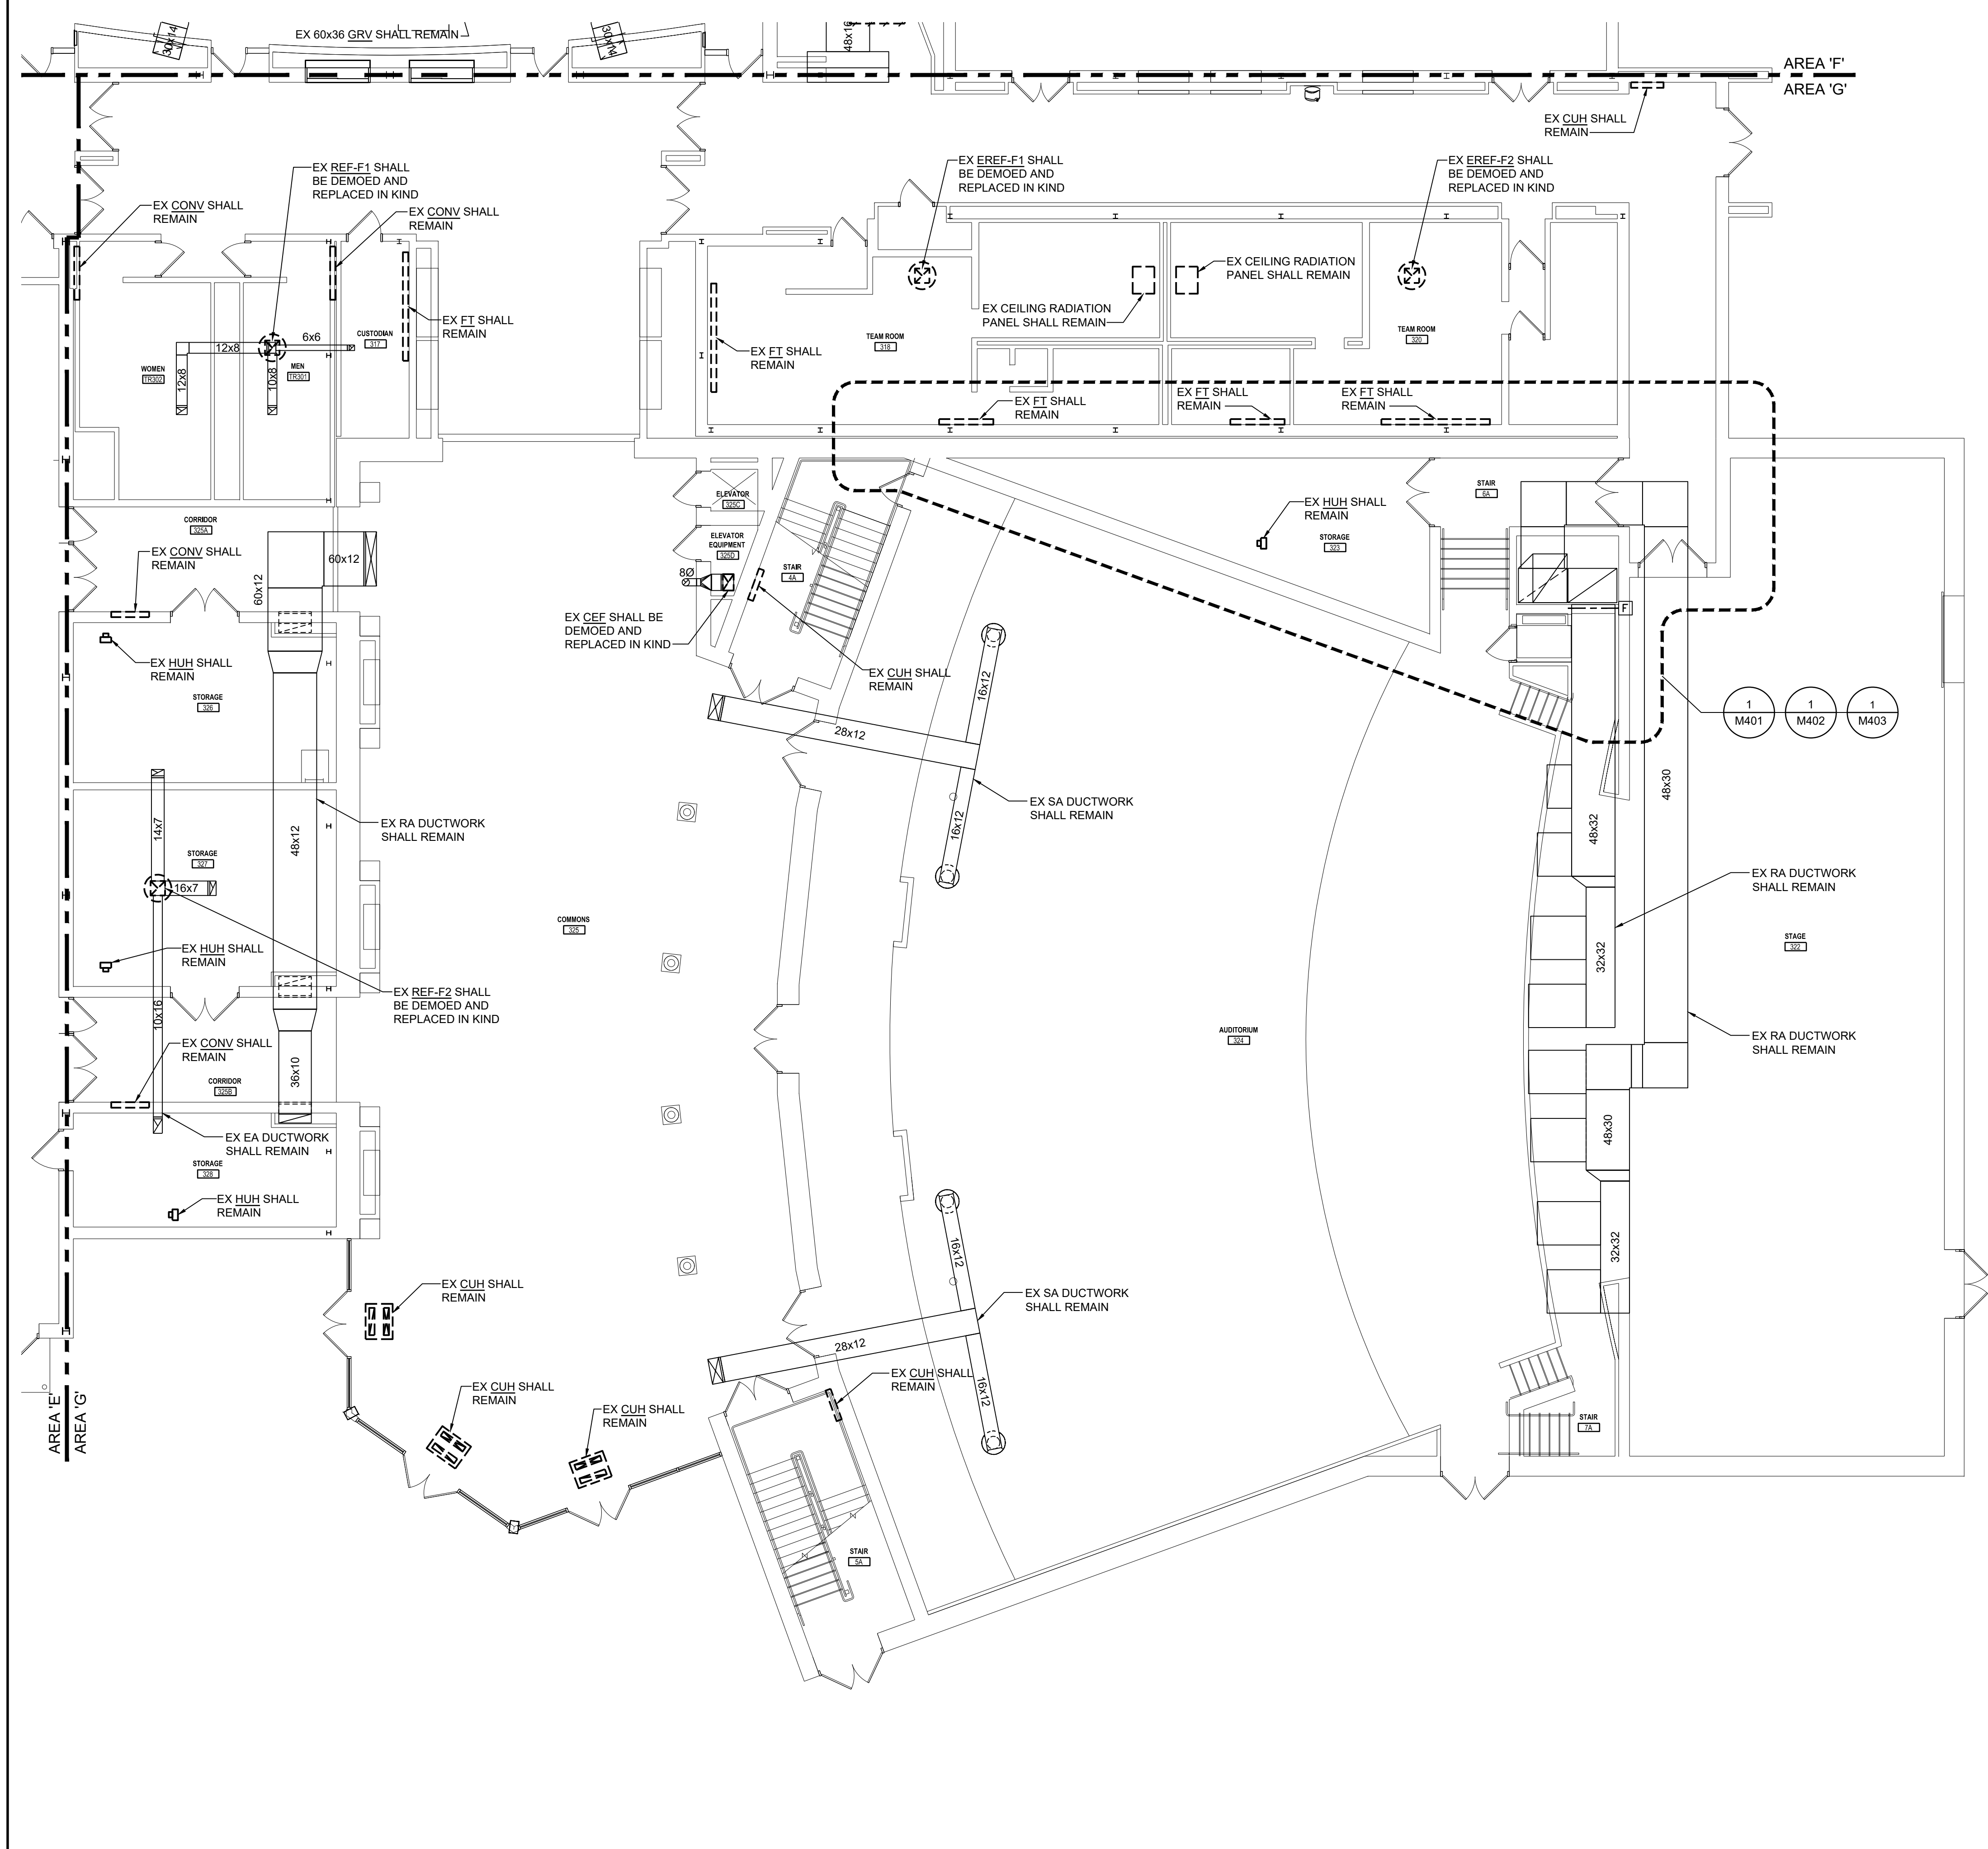 30x14
EX 60x36 GRV SHALL REMAIN
30x14
48x16
AREA 'F'
AREA 'G'
EX CUH SHALL
REMAIN
EX REF-F1 SHALL
BE DEMOED AND
REPLACED IN KIND
EX EREF-F1 SHALL
BE DEMOED AND
REPLACED IN KIND
EX EREF-F2 SHALL
BE DEMOED AND
REPLACED IN KIND
EX CONV SHALL
REMAIN
EX CONV SHALL
REMAIN
EX CEILING RADIATION
PANEL SHALL REMAIN
EX CEILING RADIATION
PANEL SHALL REMAIN
EX FT SHALL
REMAIN
CUSTODIAN
317
6x6
12x8
WOMEN
TR302
12x8
10x8
MEN
TR301
EX FT SHALL
REMAIN
TEAM ROOM
318
TEAM ROOM
320
EX FT SHALL
REMAIN
EX FT SHALL
REMAIN
EX FT SHALL
REMAIN
ELEVATOR
325C
STAIR
6A
EX HUH SHALL
REMAIN
STORAGE
323
CORRIDOR
325A
ELEVATOR
EQUIPMENT
325D
EX CONV SHALL
REMAIN
60x12
60x12
8Ø
STAIR
4A
F
EX CEF SHALL BE
DEMOED AND
REPLACED IN KIND
EX HUH SHALL
REMAIN
EX CUH SHALL
REMAIN
STORAGE
326
16x12
28x12
1
M401
1
M402
1
M403
EX SA DUCTWORK
SHALL REMAIN
16x12
48x30
48x32
14x7
48x12
EX RA DUCTWORK
SHALL REMAIN
STORAGE
327
16x7
EX RA DUCTWORK
SHALL REMAIN
COMMONS
325
STAGE
322
32x32
EX HUH SHALL
REMAIN
EX REF-F2 SHALL
BE DEMOED AND
REPLACED IN KIND
10x16
AUDITORIUM
324
EX RA DUCTWORK
SHALL REMAIN
EX CONV SHALL
REMAIN
36x10
CORRIDOR
325B
48x30
EX EA DUCTWORK
SHALL REMAIN
STORAGE
328
EX HUH SHALL
REMAIN
16x12
32x32
EX CUH SHALL
REMAIN
EX SA DUCTWORK
SHALL REMAIN
28x12
EX CUH SHALL
REMAIN
16x12
EX CUH SHALL
REMAIN
EX CUH SHALL
REMAIN
AREA 'E'
AREA 'G'
STAIR
7A
STAIR
5A